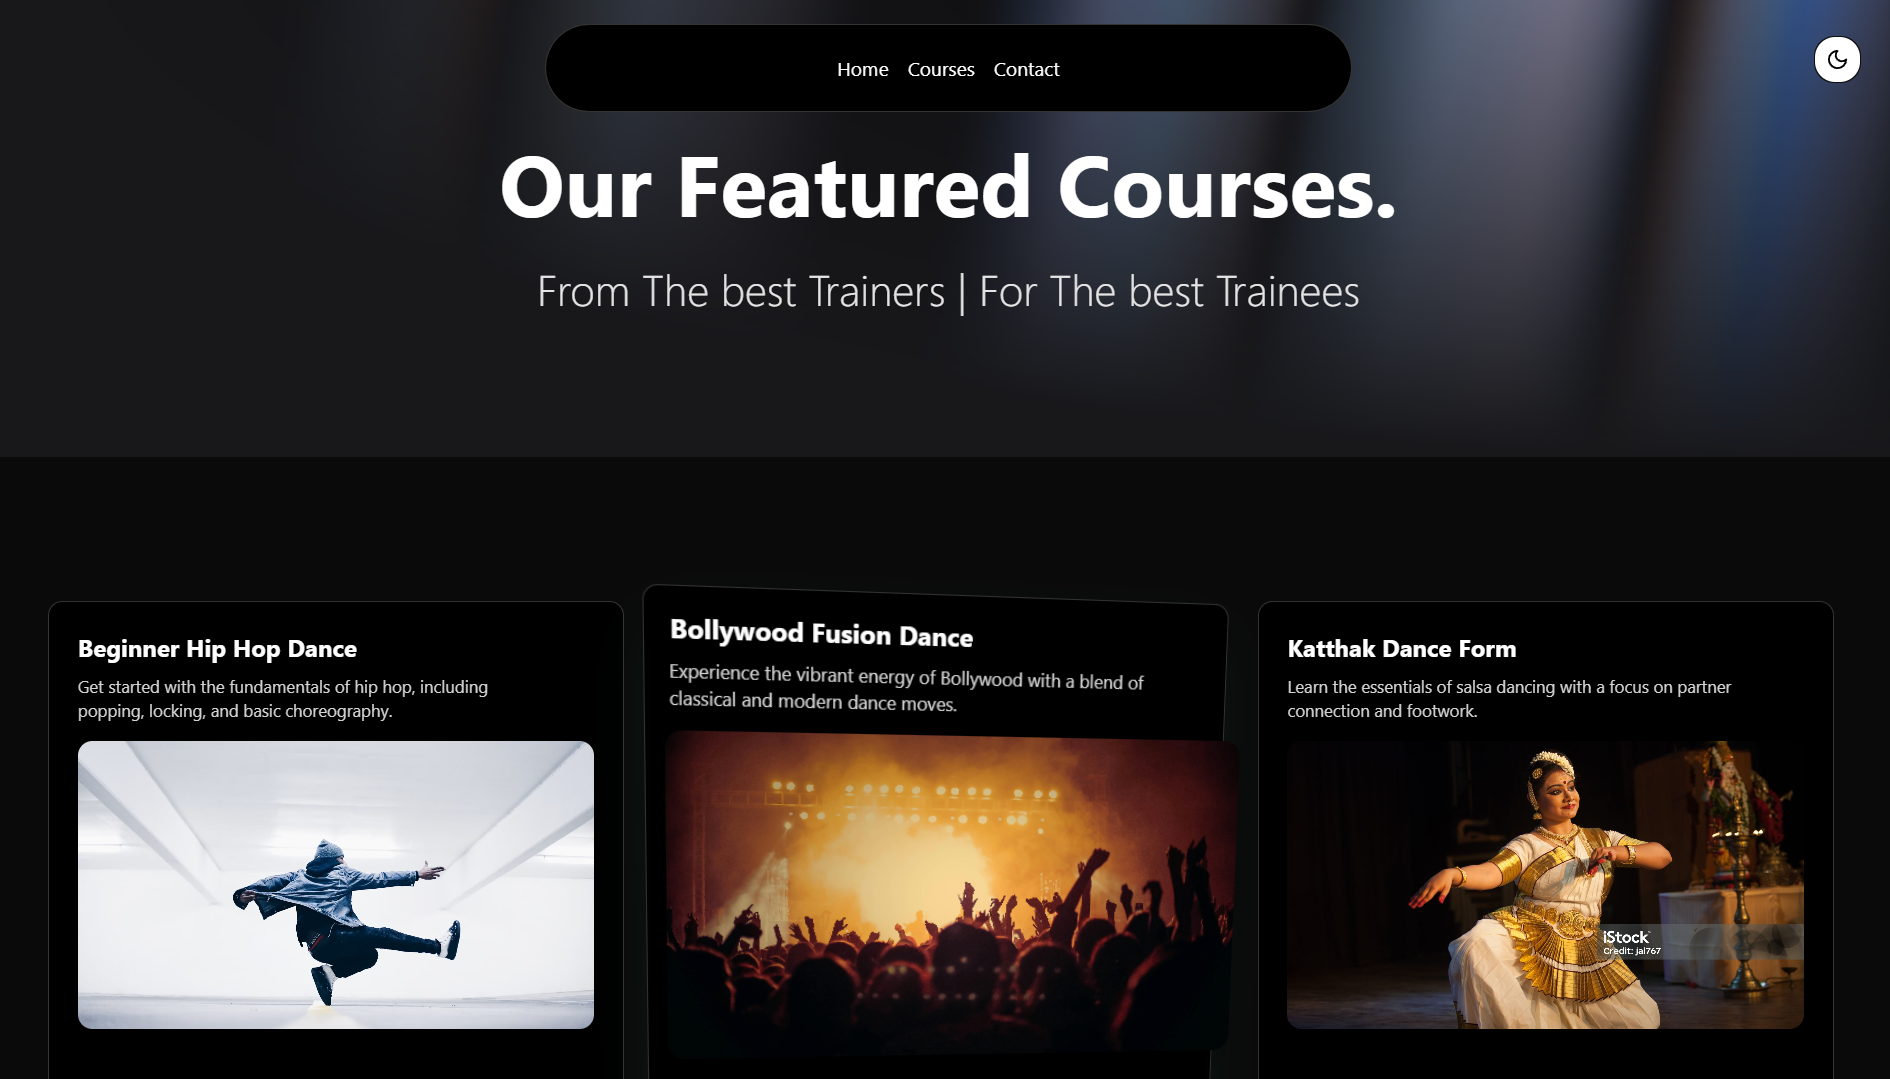 Home Courses Contact
Our Featured Courses.
From The best Trainers | For The best Trainees
Beginner Hip Hop Dance
Get started with the fundamentals of hip hop, including
popping, locking, and basic choreography.
Bollywood Fusion Dance
Experience the vibrant energy of Bollywood with a blend of
classical and modern dance moves.
Katthak Dance Form
Learn the essentials of salsa dancing with a focus on partner
connection and footwork.
iStock
Credit: jal767